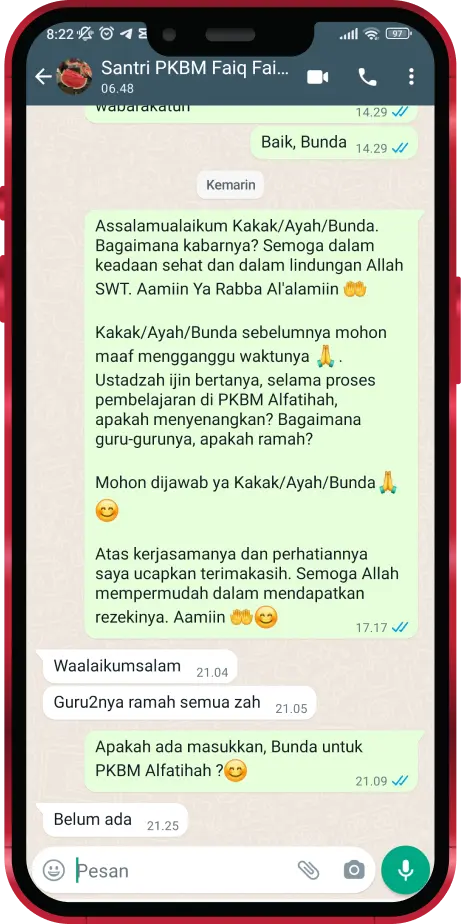 8:22
97
Santri PKBM Faiq Fai...
06.48
wabarakatuh
14.29
Baik, Bunda 14.29
Kemarin
Assalamualaikum Kakak/Ayah/Bunda.
Bagaimana kabarnya? Semoga dalam
keadaan sehat dan dalam lindungan Allah
SWT. Aamiin Ya Rabba Al'alamiin 🤲
Kakak/Ayah/Bunda sebelumnya mohon
maaf mengganggu waktunya 🙏.
Ustadzah ijin bertanya, selama proses
pembelajaran di PKBM Alfatihah,
apakah menyenangkan? Bagaimana
guru-gurunya, apakah ramah?
Mohon dijawab ya Kakak/Ayah/Bunda🙏
😊
Atas kerjasamanya dan perhatiannya
saya ucapkan terimakasih. Semoga Allah
mempermudah dalam mendapatkan
rezekinya. Aamiin 🤲😊
17.17
Waalaikumsalam 21.04
Guru2nya ramah semua zah 21.05
Apakah ada masukkan, Bunda untuk
PKBM Alfatihah ?😊
21.09
Belum ada 21.25
Pesan